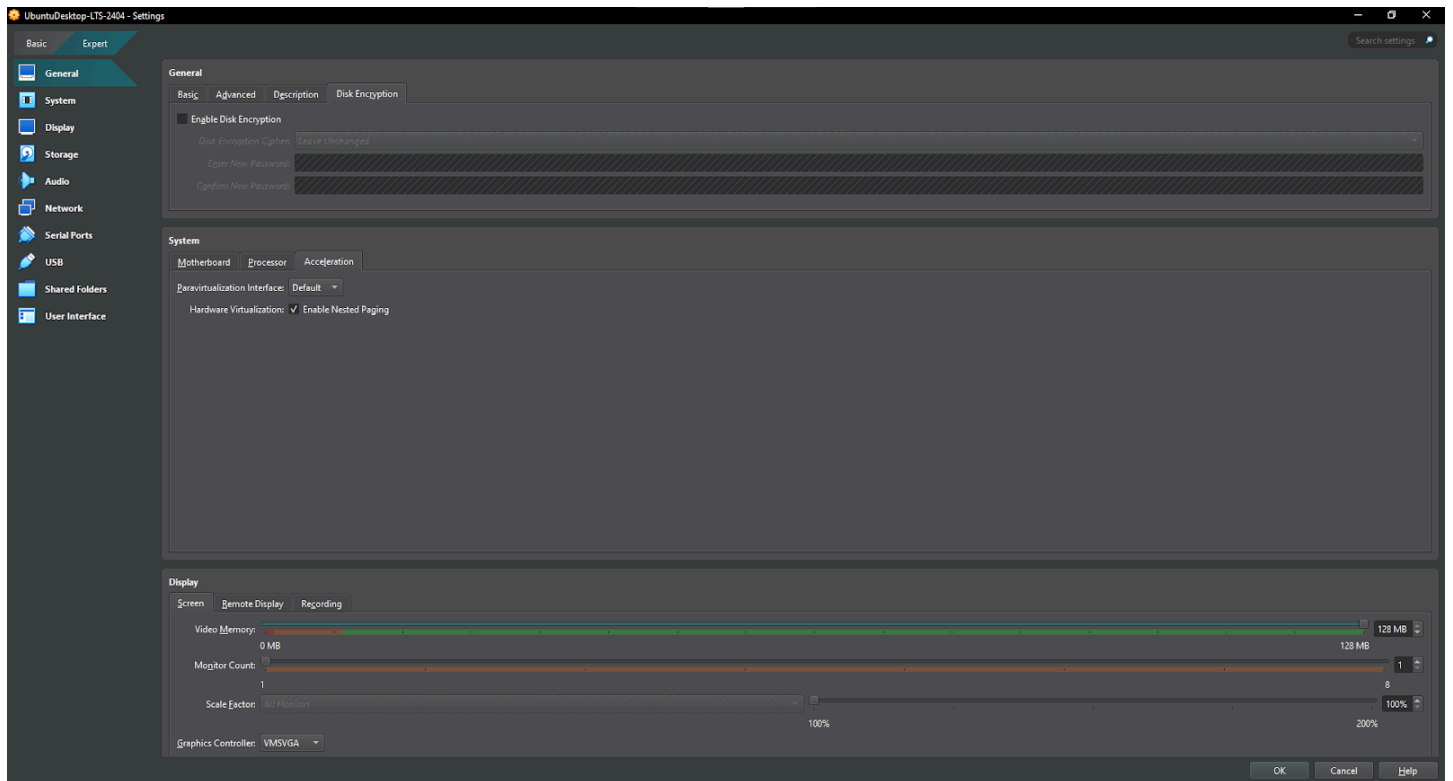 UbuntuDesktop-LTS-2404 - Settings
Basic Expert Search settings
General
System
Display
Storage
Audio
Network
Serial Ports
USB
Shared Folders
User Interface
General
Basic Advanced Description Disk Encryption
Enable Disk Encryption
Disk Encryption Cipher: Leave Unchanged
Enter New Password:
Confirm New Password:
System
Motherboard Processor Acceleration
Paravirtualization Interface: Default
Hardware Virtualization: Enable Nested Paging
Display
Screen Remote Display Recording
Video Memory: 128 MB
0 MB 128 MB
Monitor Count: 1
1 8
Scale Factor: All Monitors 100%
100% 200%
Graphics Controller: VMSVGA
OK Cancel Help